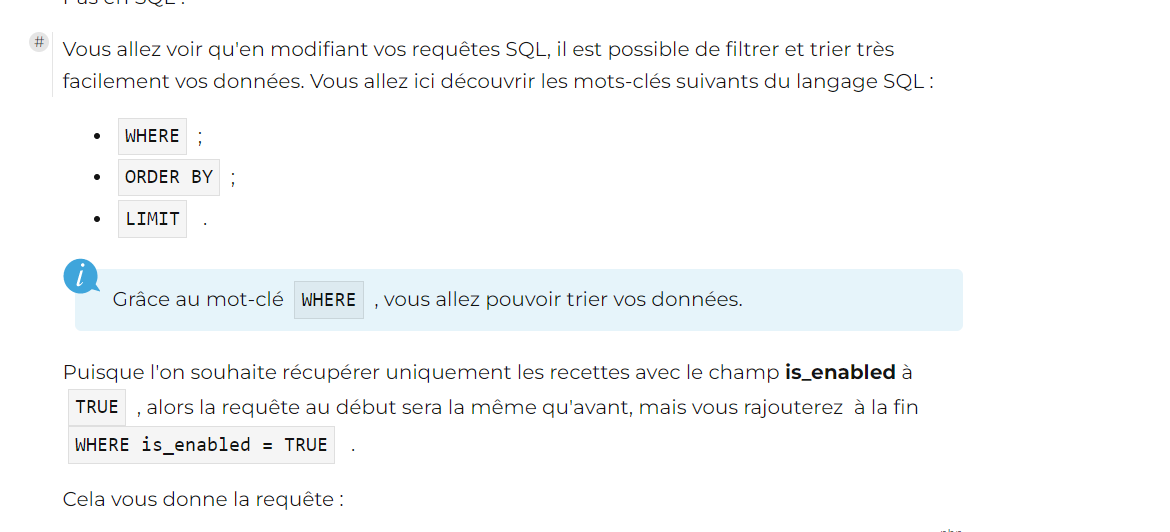 Pas en SQL !
#
Vous allez voir qu'en modifiant vos requêtes SQL, il est possible de filtrer et trier très
facilement vos données. Vous allez ici découvrir les mots-clés suivants du langage SQL :
• WHERE ;
• ORDER BY ;
• LIMIT .
i
Grâce au mot-clé WHERE , vous allez pouvoir trier vos données.
Puisque l'on souhaite récupérer uniquement les recettes avec le champ is_enabled à
TRUE , alors la requête au début sera la même qu'avant, mais vous rajouterez à la fin
WHERE is_enabled = TRUE .
Cela vous donne la requête :